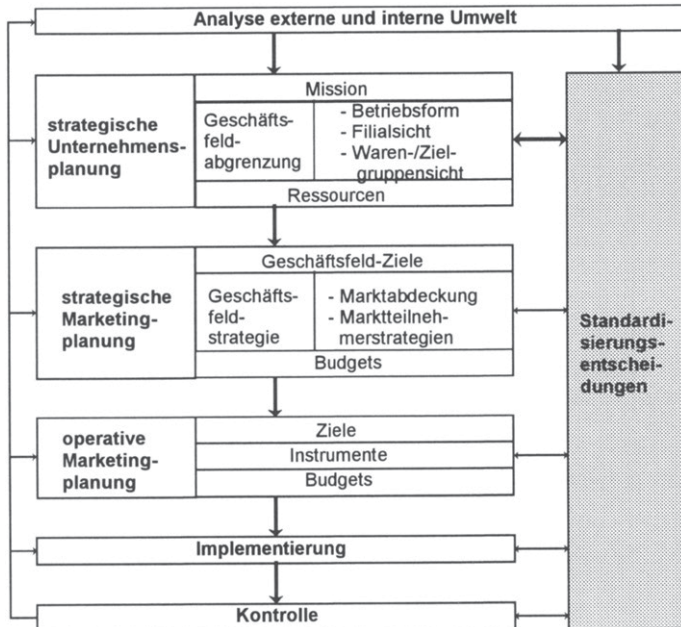 Analyse externe und interne Umwelt
strategische
Unternehmens-
planung
Mission
Geschäfts-
feld-
abgrenzung
- Betriebsform
- Filialsicht
- Waren-/Ziel-
gruppensicht
Ressourcen
strategische
Marketing-
planung
Geschäftsfeld-Ziele
Geschäfts-
feld-
strategie
- Marktabdeckung
- Marktteilneh-
merstrategien
Budgets
operative
Marketing-
planung
Ziele
Instrumente
Budgets
Implementierung
Kontrolle
Standardi-
sierungs-
entschei-
dungen